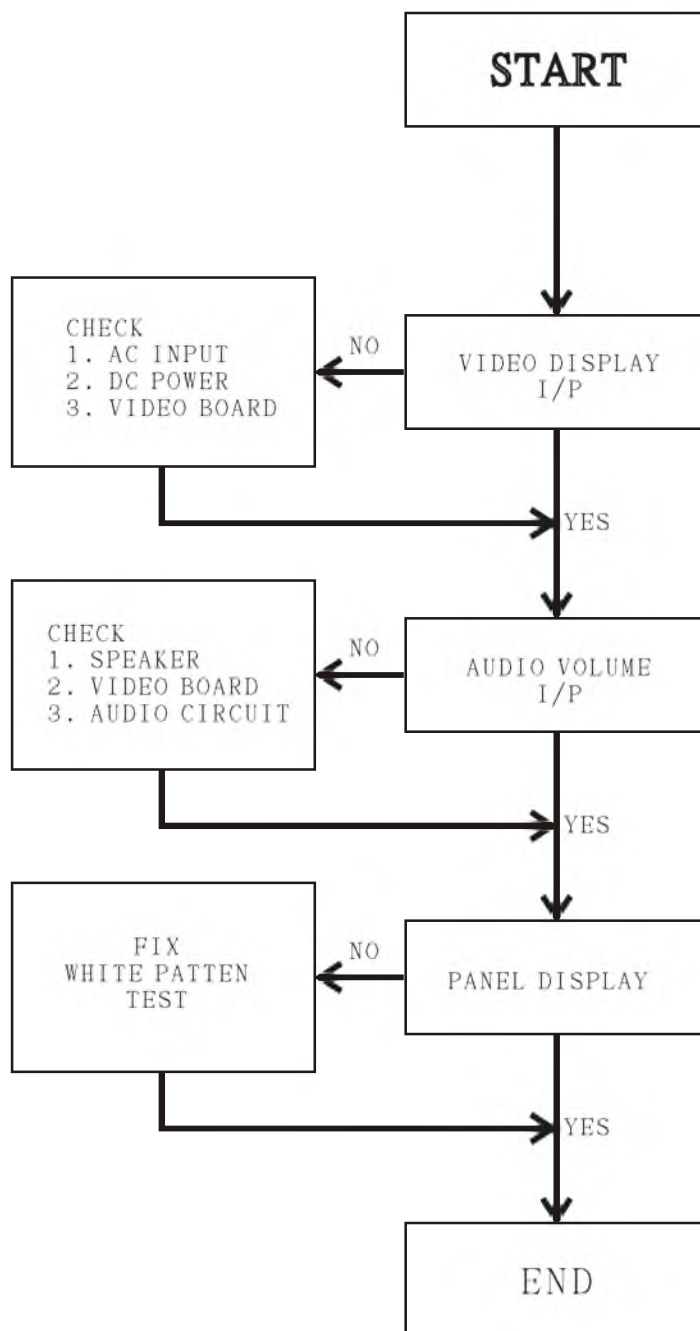 START
VIDEO DISPLAY
I/P
NO
CHECK
1. AC INPUT
2. DC POWER
3. VIDEO BOARD
YES
AUDIO VOLUME
I/P
NO
CHECK
1. SPEAKER
2. VIDEO BOARD
3. AUDIO CIRCUIT
YES
PANEL DISPLAY
NO
FIX
WHITE PATTEN
TEST
YES
END